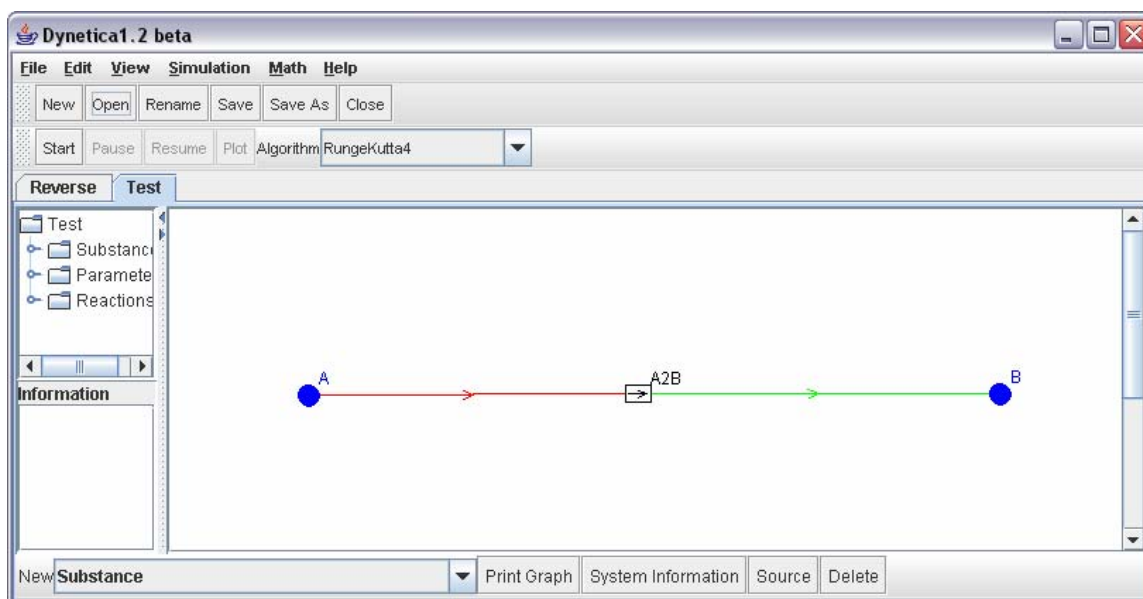 Dynetica1.2 beta
File Edit View Simulation Math Help
New Open Rename Save Save As Close
Start Pause Resume Plot Algorithm RungeKutta4
Reverse Test
Test
Substanc
Paramete
Reactions
A A2B B
Information
New Substance Print Graph System Information Source Delete